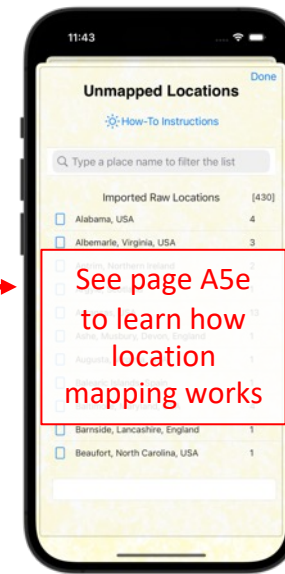 11:43
Done
Unmapped Locations
How-To Instructions
Type a place name to filter the list
Imported Raw Locations [430]
Alabama, USA 4
Albemarle, Virginia, USA 3
See page A5e
to learn how
location
mapping works
Barnside, Lancashire, England 1
Beaufort, North Carolina, USA 1